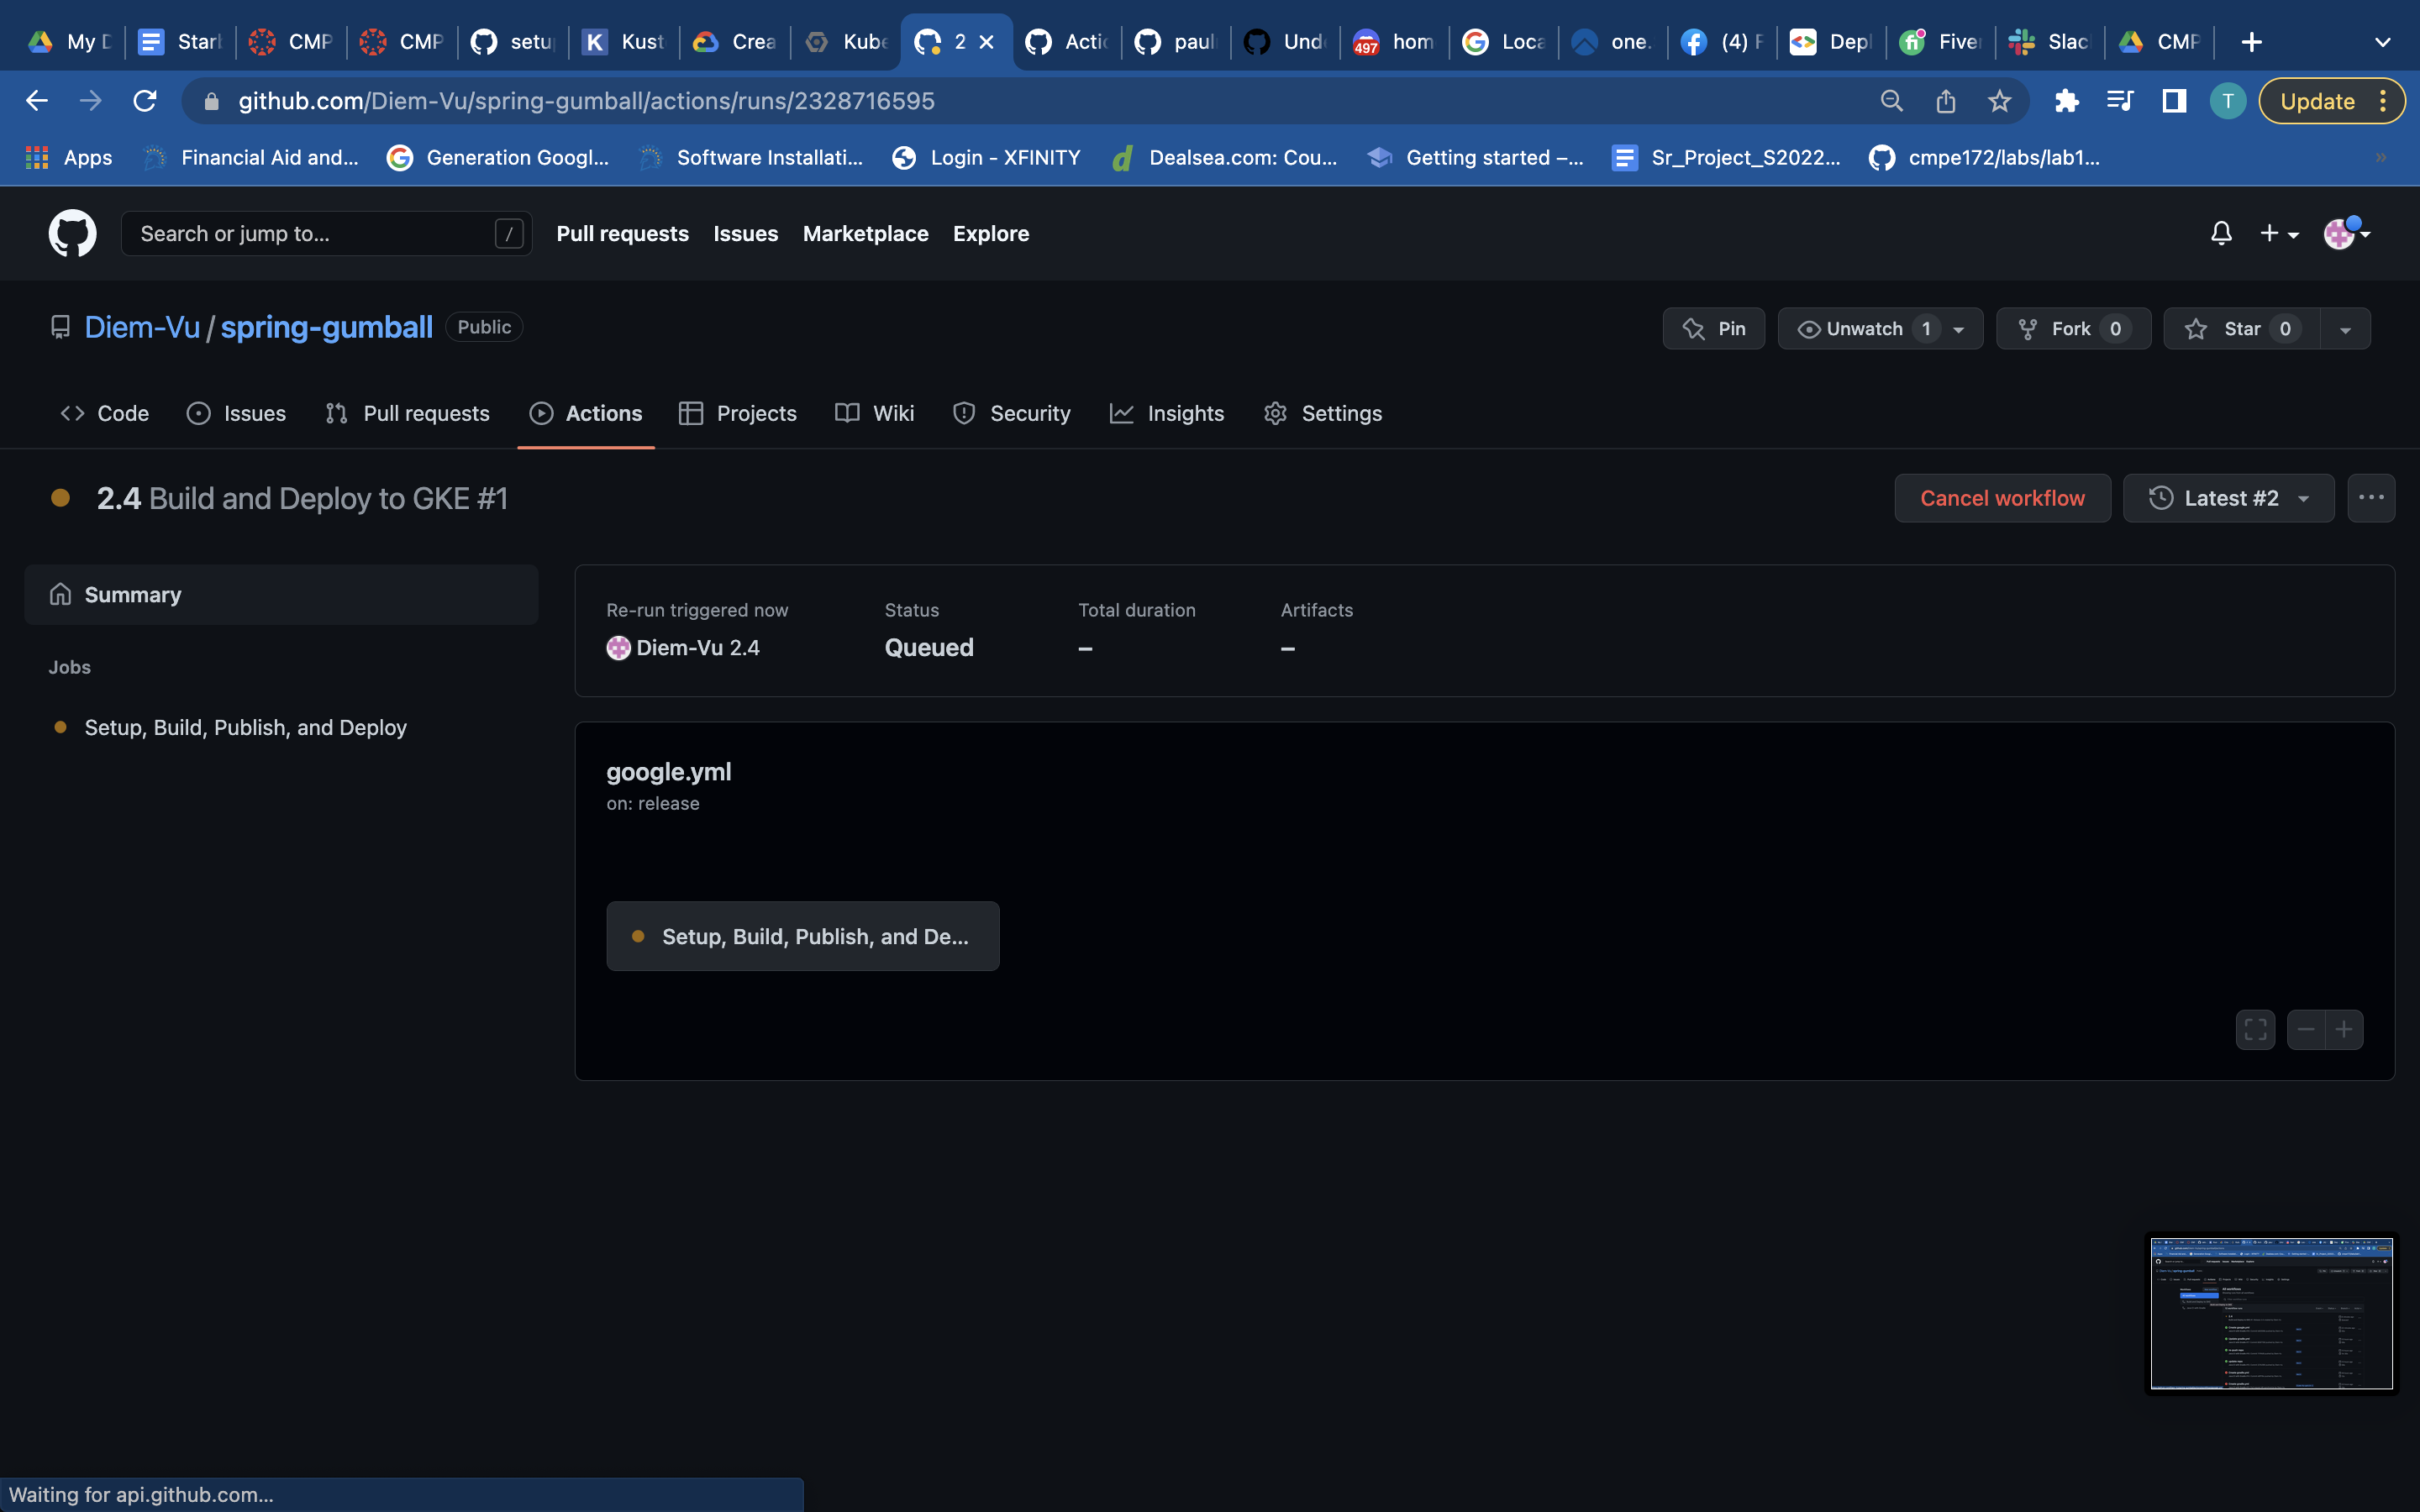 My D Starl CMP CMP setu Kust Crea Kube 2 Actio paul Und hom Loca one. (4) F Depl Fiver Slac CMP
497
github.com/Diem-Vu/spring-gumball/actions/runs/2328716595 T Update
Apps Financial Aid and... Generation Googl... Software Installati... Login - XFINITY Dealsea.com: Cou... Getting started –... Sr_Project_S2022... cmpe172/labs/lab1... »
Search or jump to... / Pull requests Issues Marketplace Explore
Diem-Vu / spring-gumball Public Pin Unwatch 1 Fork 0 Star 0
Code Issues Pull requests Actions Projects Wiki Security Insights Settings
2.4 Build and Deploy to GKE #1 Cancel workflow Latest #2
Summary
Jobs
Setup, Build, Publish, and Deploy
Re-run triggered now Status Total duration Artifacts
Diem-Vu 2.4 Queued – –
google.yml
on: release
Setup, Build, Publish, and De...
Waiting for api.github.com...